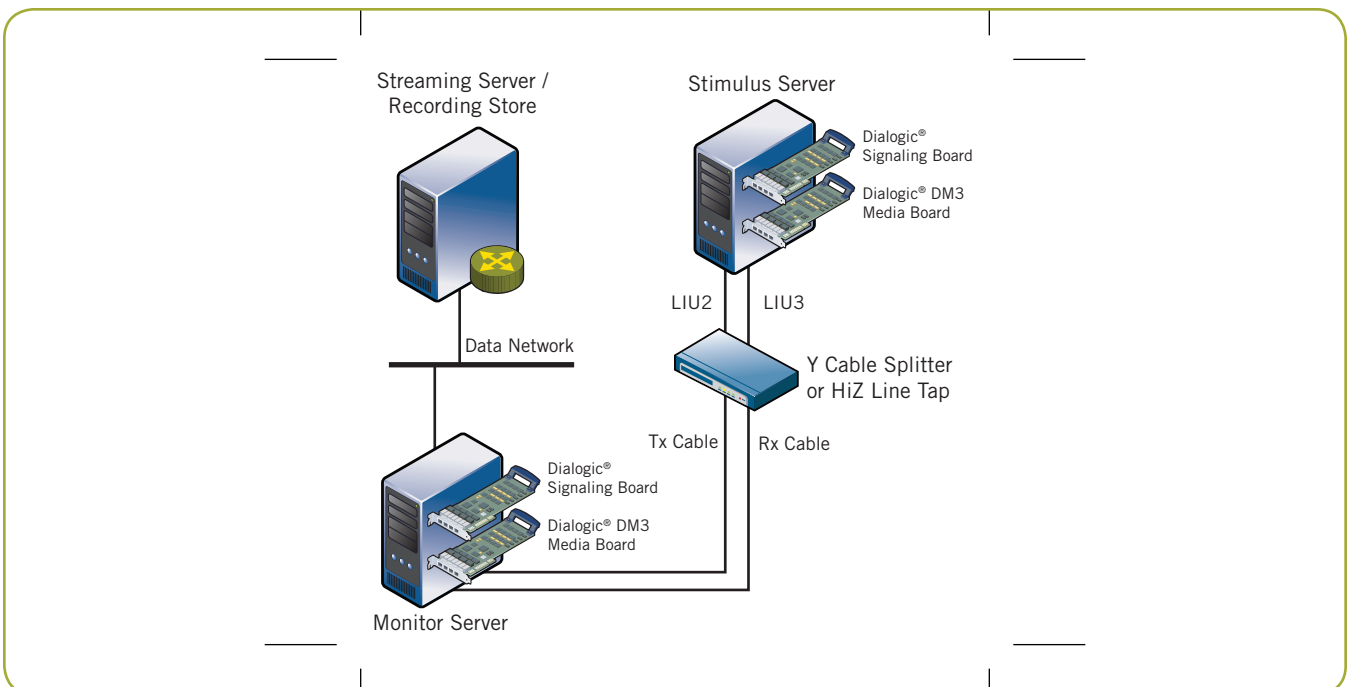 Streaming Server /
Recording Store
Stimulus Server
Dialogic®
Signaling Board
Dialogic® DM3
Media Board
LIU2
LIU3
Data Network
Y Cable Splitter
or HiZ Line Tap
Tx Cable
Rx Cable
Dialogic®
Signaling Board
Dialogic® DM3
Media Board
Monitor Server